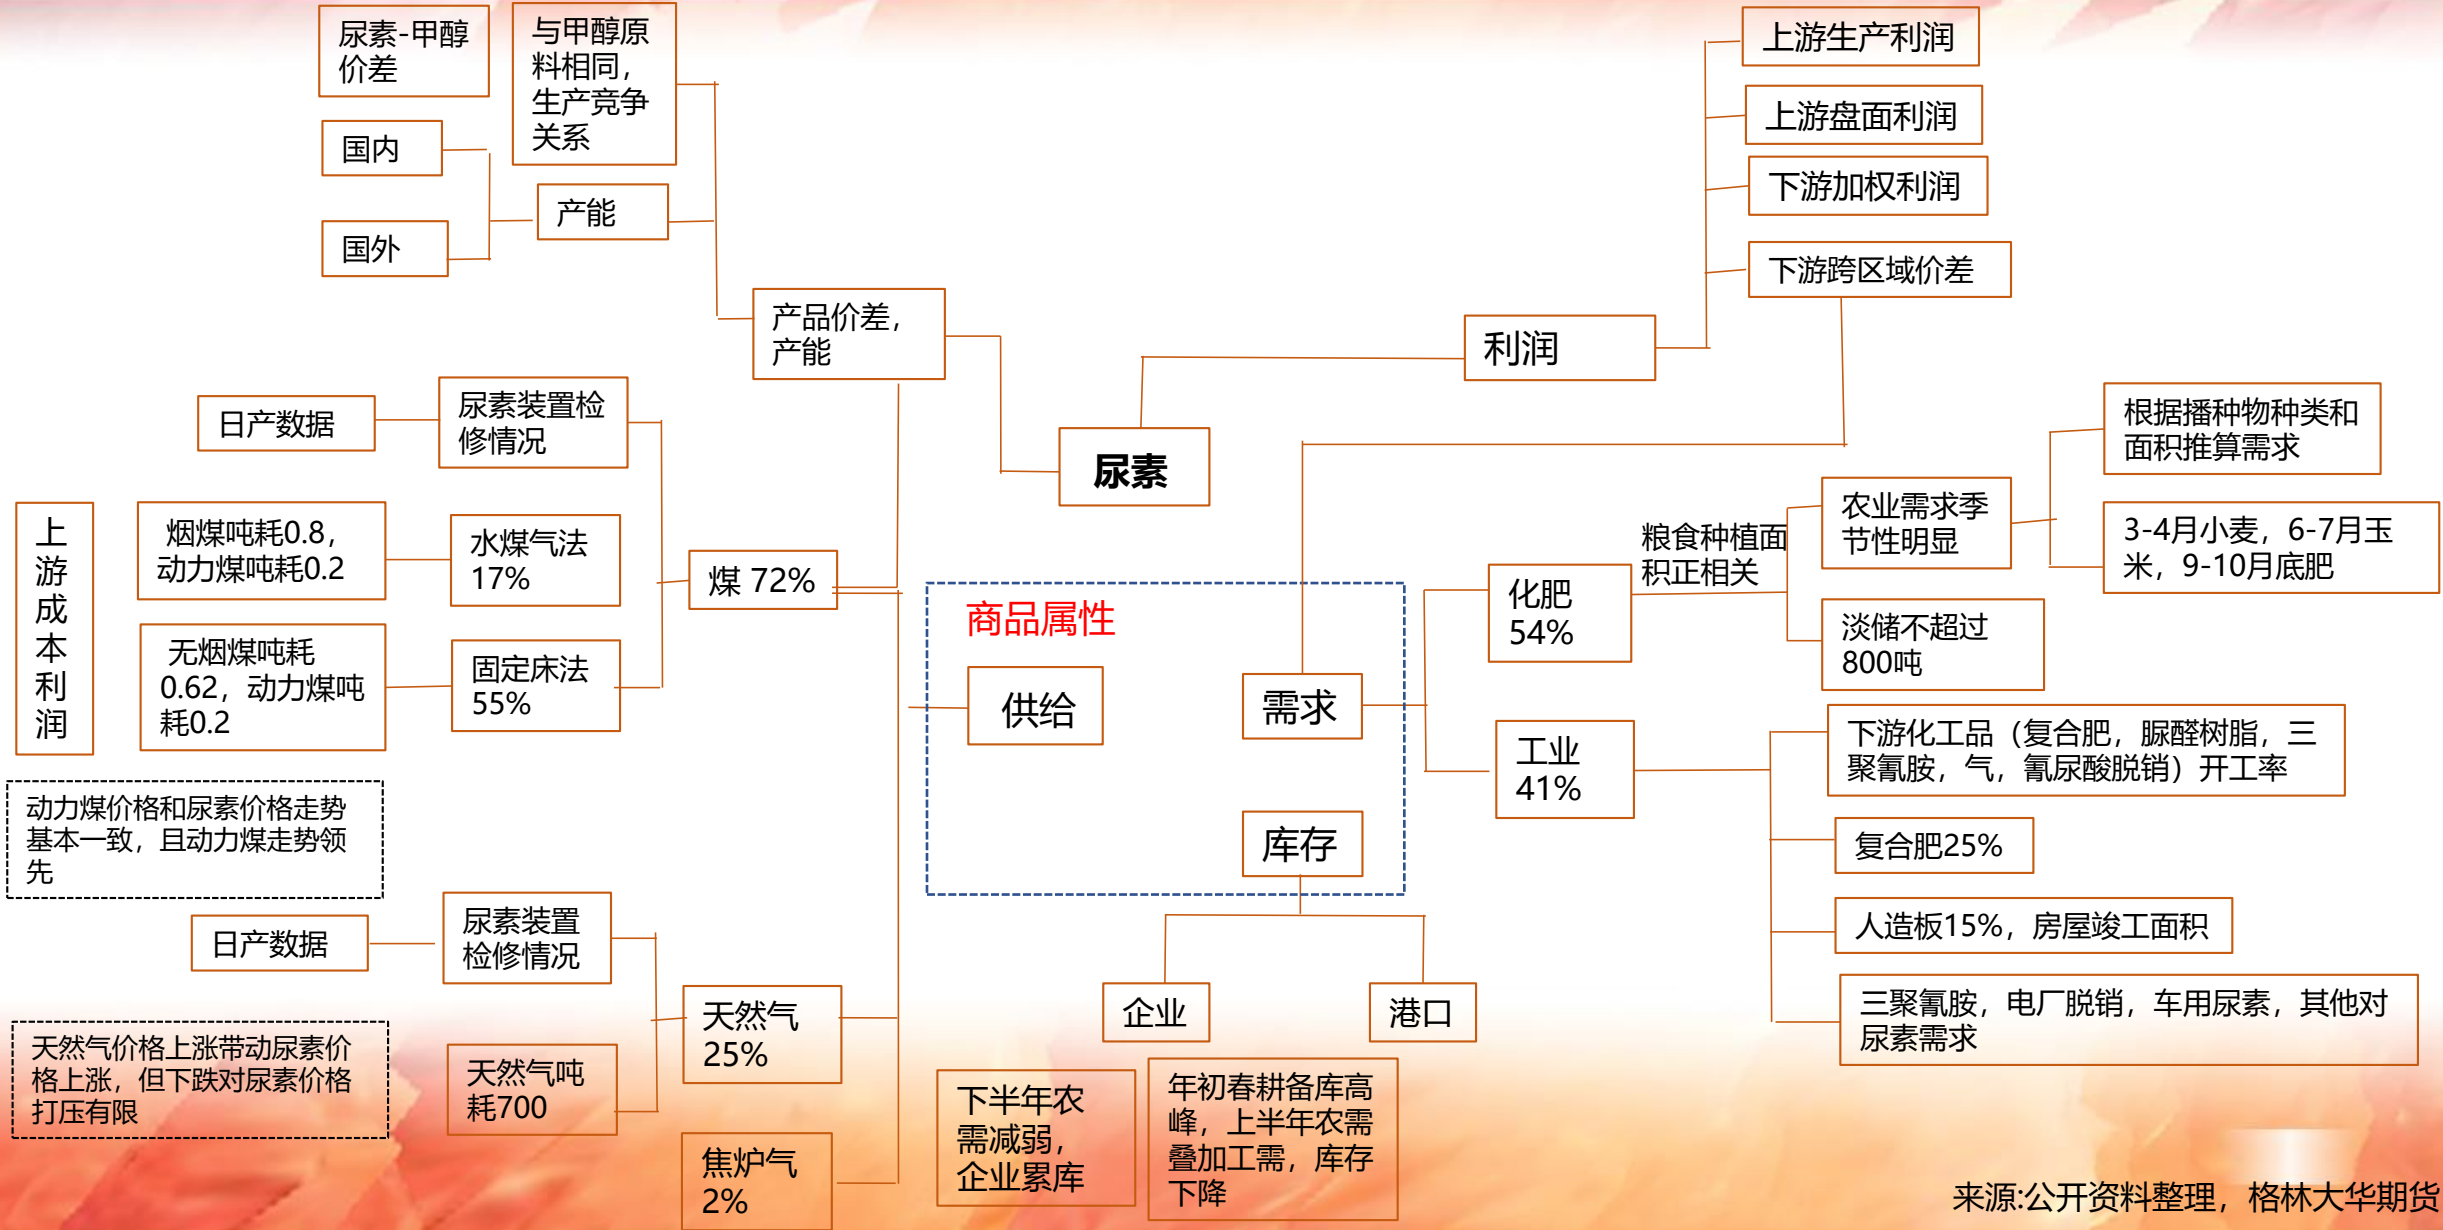 尿素-甲醇
价差
与甲醇原
料相同，
生产竞争
关系
国内
国外
产能
产品价差，
产能
上游生产利润
上游盘面利润
下游加权利润
下游跨区域价差
利润
尿素
日产数据
尿素装置检
修情况
上
游
成
本
利
润
烟煤吨耗0.8，
动力煤吨耗0.2
水煤气法
17%
煤 72%
无烟煤吨耗
0.62，动力煤吨
耗0.2
固定床法
55%
动力煤价格和尿素价格走势
基本一致，且动力煤走势领
先
日产数据
尿素装置
检修情况
天然气
25%
天然气吨
耗700
天然气价格上涨带动尿素价
格上涨，但下跌对尿素价格
打压有限
焦炉气
2%
商品属性
供给
需求
库存
企业
港口
下半年农
需减弱，
企业累库
年初春耕备库高
峰，上半年农需
叠加工需，库存
下降
化肥
54%
粮食种植面
积正相关
农业需求季
节性明显
根据播种物种类和
面积推算需求
3-4月小麦，6-7月玉
米，9-10月底肥
淡储不超过
800吨
工业
41%
下游化工品（复合肥，脲醛树脂，三
聚氰胺，气，氰尿酸脱销）开工率
复合肥25%
人造板15%，房屋竣工面积
三聚氰胺，电厂脱销，车用尿素，其他对
尿素需求
来源:公开资料整理，格林大华期货